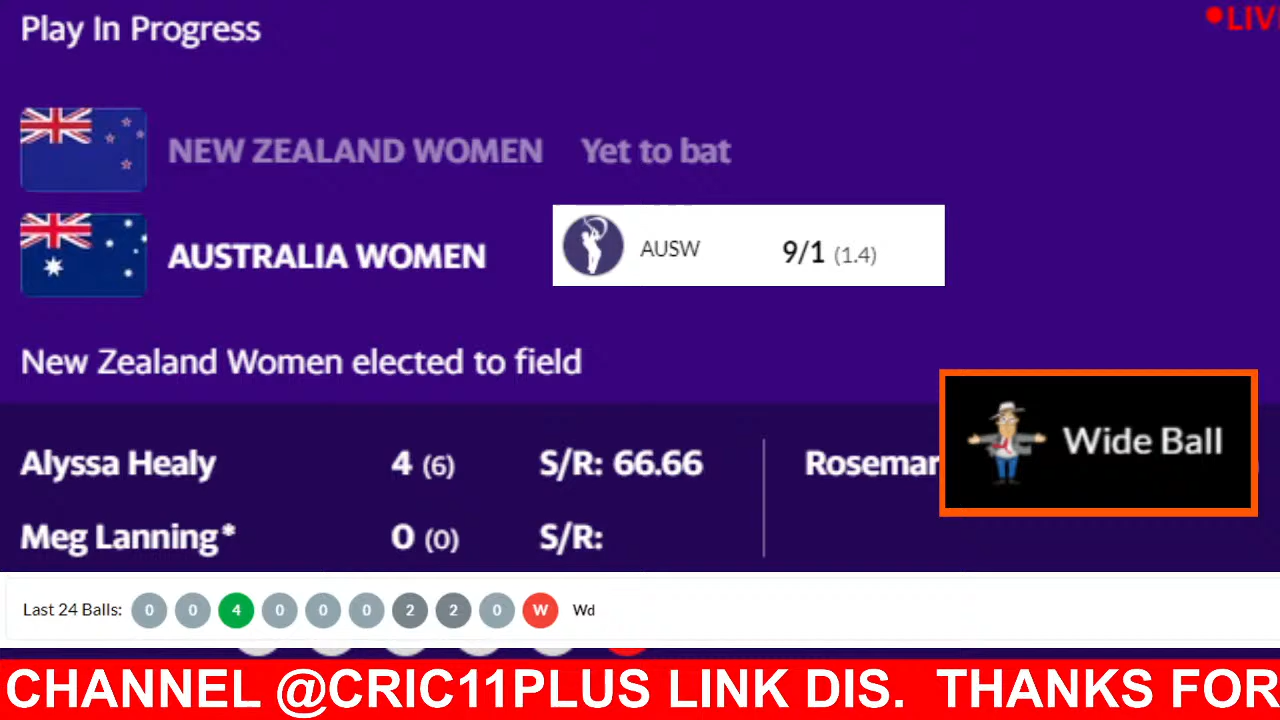 Play In Progress
LIV
NEW ZEALAND WOMEN Yet to bat
AUSTRALIA WOMEN
AUSW 9/1 (1.4)
New Zealand Women elected to field
Alyssa Healy 4 (6) S/R: 66.66 Rosemar
Wide Ball
Meg Lanning* 0 (0) S/R:
Last 24 Balls: 0 0 4 0 0 0 2 2 0 W Wd
CHANNEL @CRIC11PLUS LINK DIS. THANKS FOR